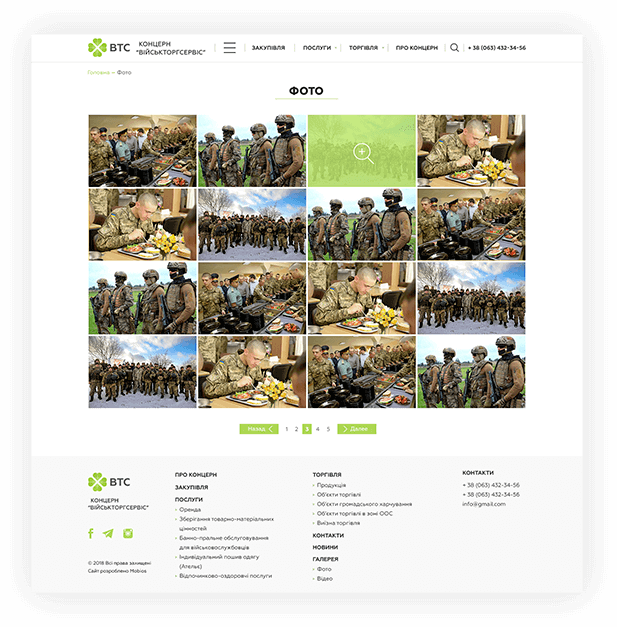 ВТС
КОНЦЕРН
"ВІЙСЬКТОРГСЕРВІС"
ЗАКУПІВЛЯ
ПОСЛУГИ
ТОРГІВЛЯ
ПРО КОНЦЕРН
+ 38 (063) 432-34-56
Головна – Фото
ФОТО
Назад
1 2 3 4 5
Далее
ВТС
КОНЦЕРН
"ВІЙСЬКТОРГСЕРВІС"
© 2018 Всі права захищені
Сайт розроблено Mobios
ПРО КОНЦЕРН
ЗАКУПІВЛЯ
ПОСЛУГИ
Оренда
Зберігання товарно-матеріальних
цінностей
Банно-пральне обслуговування
для військослужбовців
Індивідуальний пошив одягу
(Ательє)
Відпочинково-оздоровчі послуги
ТОРГІВЛЯ
Продукція
Об'єкти торгівлі
Об'єкти громадського харчування
Об'єкти торгівлі в зоні ООС
Виїзна торгівля
КОНТАКТИ
НОВИНИ
ГАЛЕРЕЯ
Фото
Відео
КОНТАКТИ
+ 38 (063) 432-34-56
+ 38 (063) 432-34-56
info@gmail.com